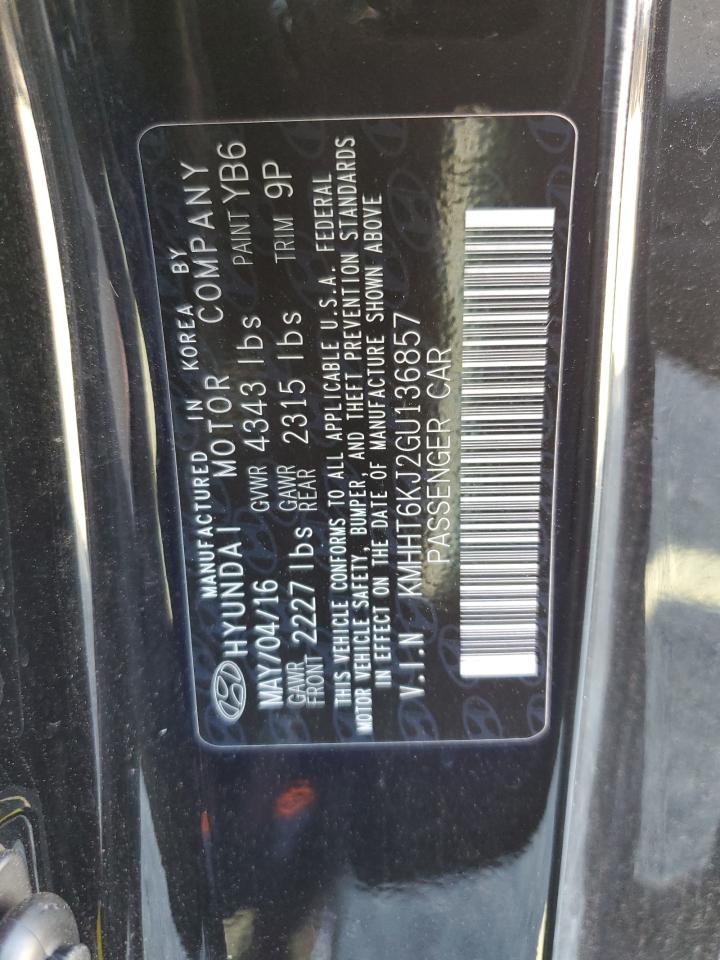 MANUFACTURED IN KOREA BY
HYUNDAI MOTOR COMPANY
MAY/04/16 GVWR 4343 lbs PAINT YB6
GAWR FRONT 2227 lbs GAWR REAR 2315 lbs TRIM 9P
THIS VEHICLE CONFORMS TO ALL APPLICABLE U.S.A. FEDERAL
MOTOR VEHICLE SAFETY, BUMPER, AND THEFT PREVENTION STANDARDS
IN EFFECT ON THE DATE OF MANUFACTURE SHOWN ABOVE
V.I.N KMHHT6KJ2GU136857
PASSENGER CAR